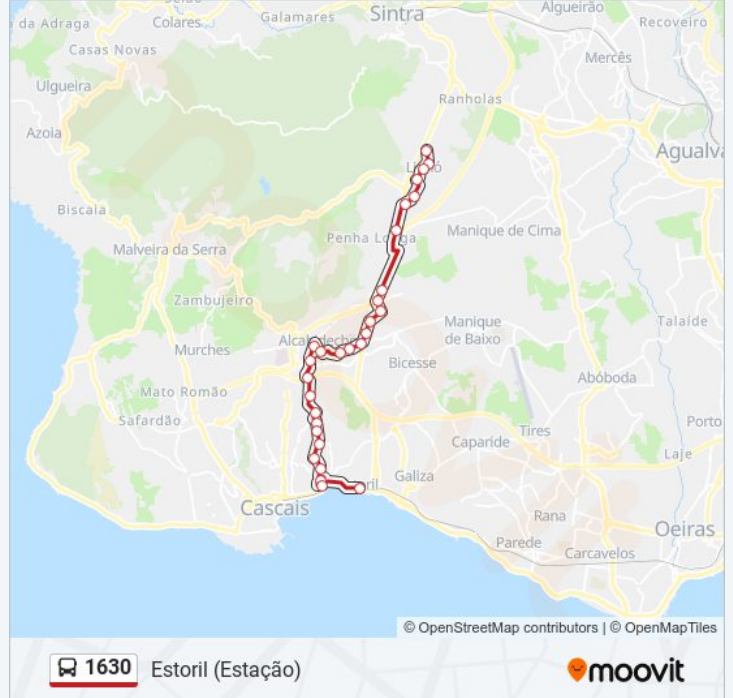 da Adraga
Colares
Galamares
Sintra
Algueirão
Recoveiro
Casas Novas
Mercês
Ulgueira
Ranholas
Azoia
Agualva
Biscaia
Penha Longa
Manique de Cima
Malveira da Serra
Zambujeiro
Talaíde
Manique
de Baixo
Murches
Bicesse
Abóboda
Mato Romão
Safardão
Tires
Porto
Caparide
Laje
Galiza
Cascais
Rana
Oeiras
Parede
Carcavelos
© OpenStreetMap contributors | © OpenMapTiles
1630 Estoril (Estação)
moovit